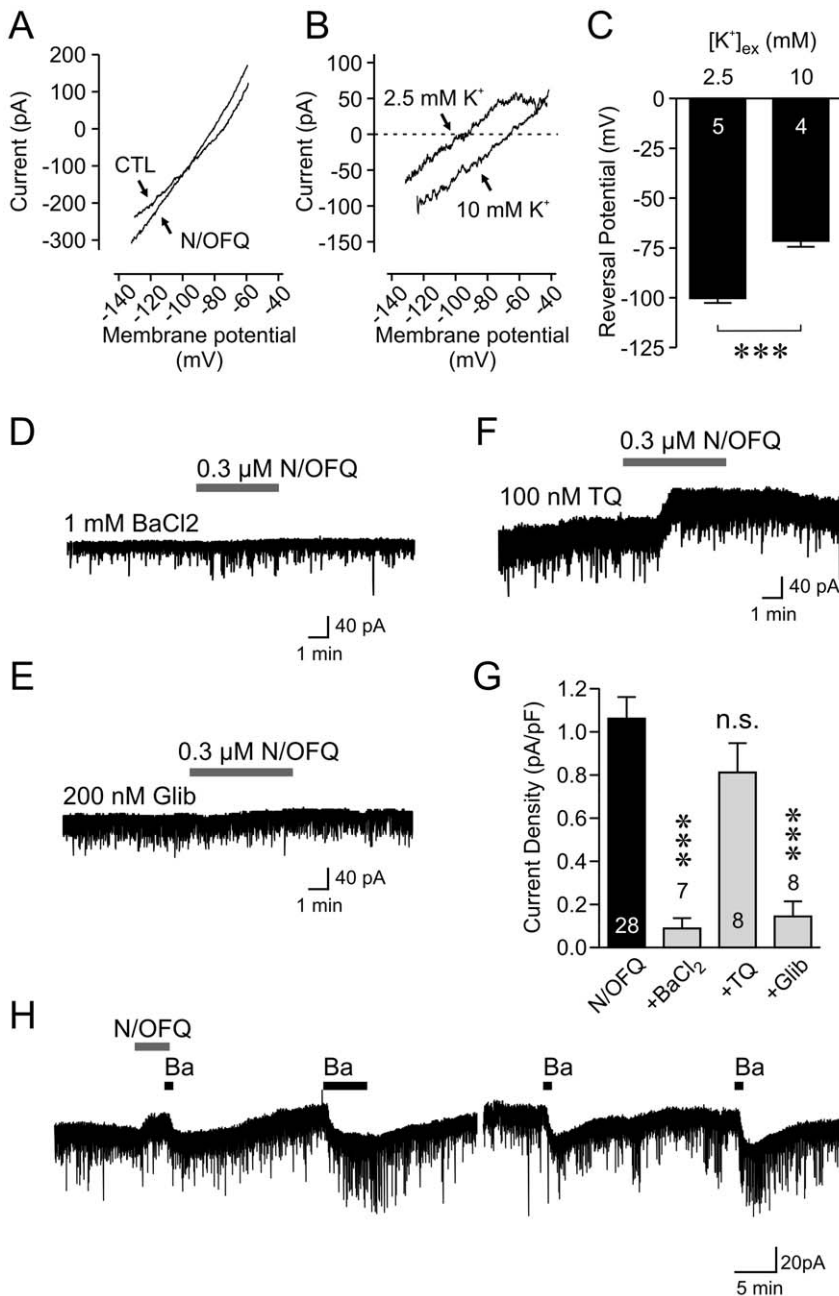 A
200
100
0
-100
-200
-300
Current (pA)
CTL
N/OFQ
-140
-120
-100
-80
-60
-40
Membrane potential
(mV)
B
100
50
0
-50
-100
-150
Current (pA)
2.5 mM K⁺
10 mM K⁺
-140
-120
-100
-80
-60
-40
Membrane potential
(mV)
C
[K⁺]ex (mM)
2.5 10
0
-25
-50
-75
-100
-125
Reversal Potential
(mV)
5 4
***
D
0.3 µM N/OFQ
1 mM BaCl2
40 pA
1 min
F
0.3 µM N/OFQ
100 nM TQ
40 pA
1 min
E
0.3 µM N/OFQ
200 nM Glib
40 pA
1 min
G
1.2
1.0
0.8
0.6
0.4
0.2
0.0
Current Density (pA/pF)
n.s.
***
***
28 7 8 8
N/OFQ
+BaCl₂
+TQ
+Glib
H
N/OFQ
Ba Ba Ba Ba
20pA
5 min